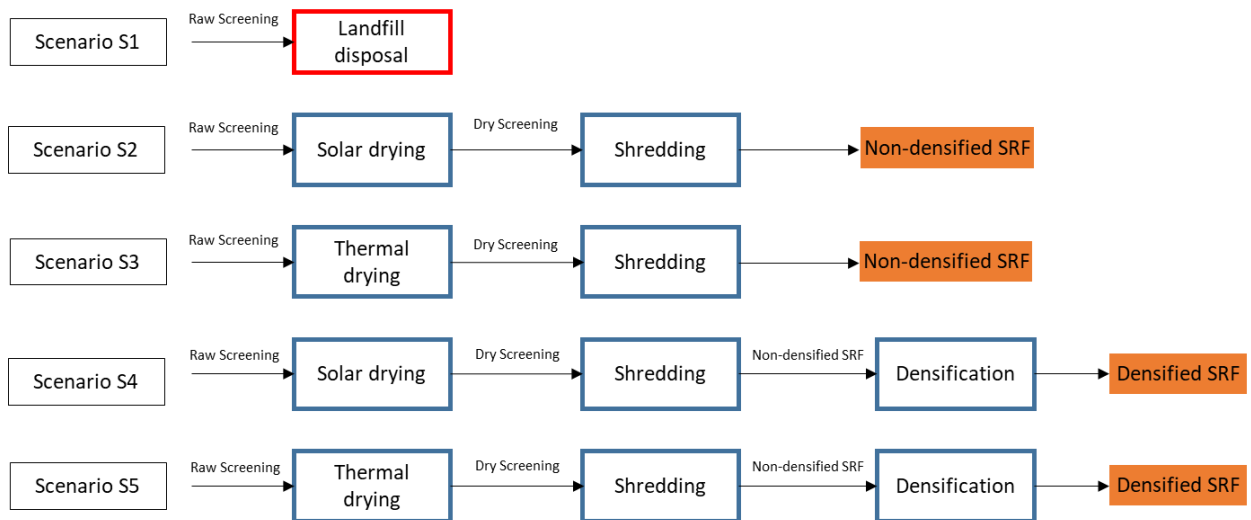 Raw Screening
Scenario S1
Landfill
disposal
Raw Screening
Dry Screening
Scenario S2
Solar drying
Shredding
Non-densified SRF
Raw Screening
Dry Screening
Scenario S3
Thermal
drying
Shredding
Non-densified SRF
Raw Screening
Dry Screening
Non-densified SRF
Scenario S4
Solar drying
Shredding
Densification
Densified SRF
Raw Screening
Dry Screening
Non-densified SRF
Scenario S5
Thermal
drying
Shredding
Densification
Densified SRF